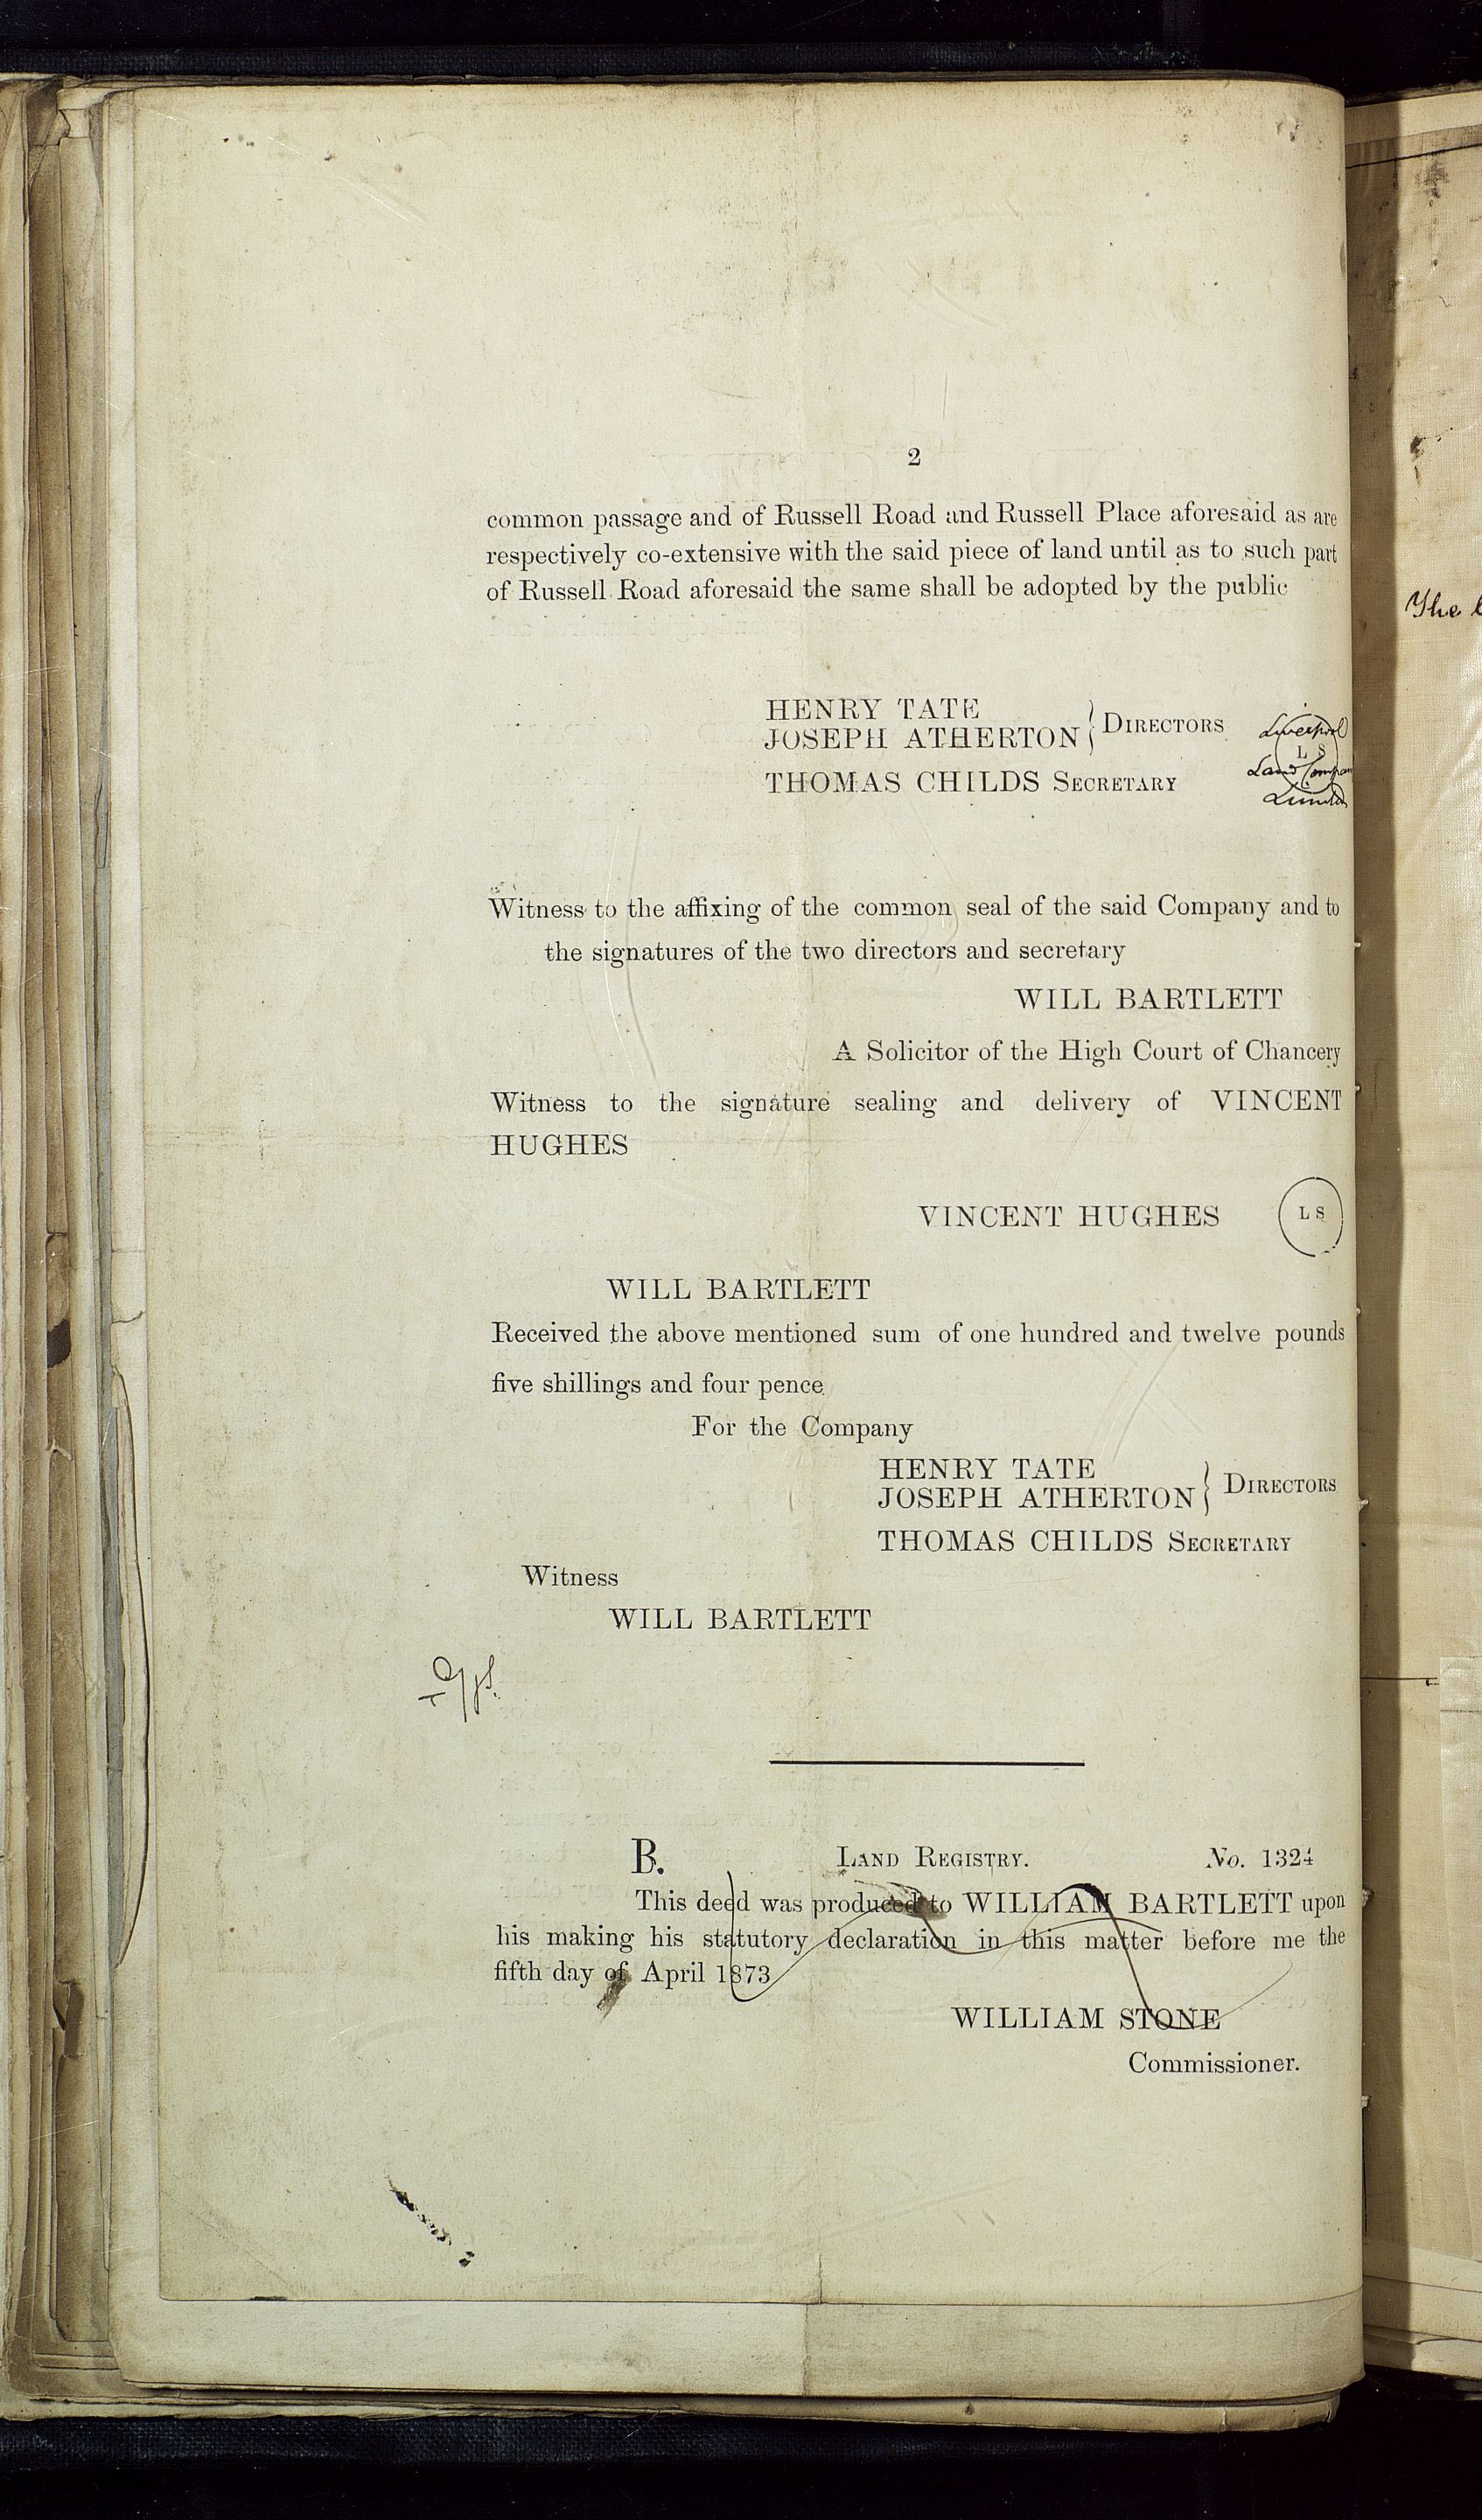 2
common passage and of Russell Road and Russell Place aforesaid as are
respectively co-extensive with the said piece of land until as to such part
of Russell Road aforesaid the same shall be adopted by the public
HENRY TATE
JOSEPH ATHERTON } DIRECTORS
THOMAS CHILDS SECRETARY
Liverpool
L S
Land Compan
Limited
Witness to the affixing of the common seal of the said Company and to
the signatures of the two directors and secretary
WILL BARTLETT
A Solicitor of the High Court of Chancery
Witness to the signature sealing and delivery of VINCENT
HUGHES
VINCENT HUGHES L S
WILL BARTLETT
Received the above mentioned sum of one hundred and twelve pounds
five shillings and four pence
For the Company
HENRY TATE
JOSEPH ATHERTON } DIRECTORS
THOMAS CHILDS SECRETARY
Witness
WILL BARTLETT
B. LAND REGISTRY. No. 1324
This deed was produced to WILLIAM BARTLETT upon
his making his statutory declaration in this matter before me the
fifth day of April 1873
WILLIAM STONE
Commissioner.
The